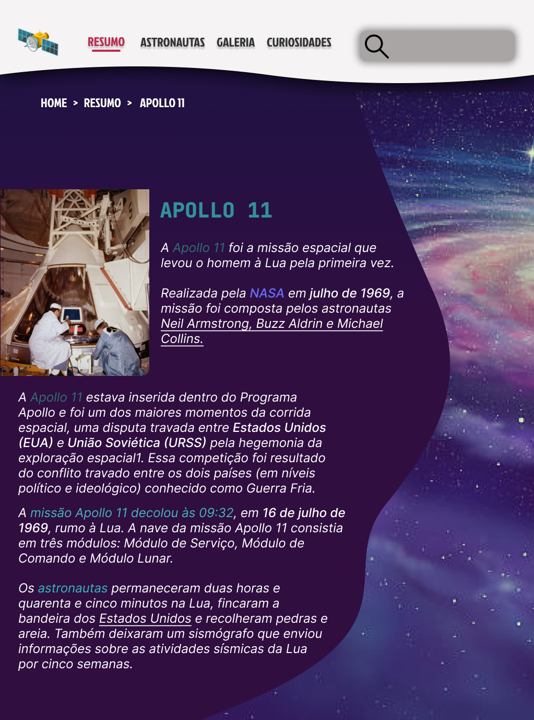 RESUMO ASTRONAUTAS GALERIA CURIOSIDADES
HOME > RESUMO > APOLLO 11
APOLLO 11
A Apollo 11 foi a missão espacial que
levou o homem à Lua pela primeira vez.
Realizada pela NASA em julho de 1969, a
missão foi composta pelos astronautas
Neil Armstrong, Buzz Aldrin e Michael
Collins.
A Apollo 11 estava inserida dentro do Programa
Apollo e foi um dos maiores momentos da corrida
espacial, uma disputa travada entre Estados Unidos
(EUA) e União Soviética (URSS) pela hegemonia da
exploração espacial1. Essa competição foi resultado
do conflito travado entre os dois países (em níveis
político e ideológico) conhecido como Guerra Fria.
A missão Apollo 11 decolou às 09:32, em 16 de julho de
1969, rumo à Lua. A nave da missão Apollo 11 consistia
em três módulos: Módulo de Serviço, Módulo de
Comando e Módulo Lunar.
Os astronautas permaneceram duas horas e
quarenta e cinco minutos na Lua, fincaram a
bandeira dos Estados Unidos e recolheram pedras e
areia. Também deixaram um sismógrafo que enviou
informações sobre as atividades sísmicas da Lua
por cinco semanas.